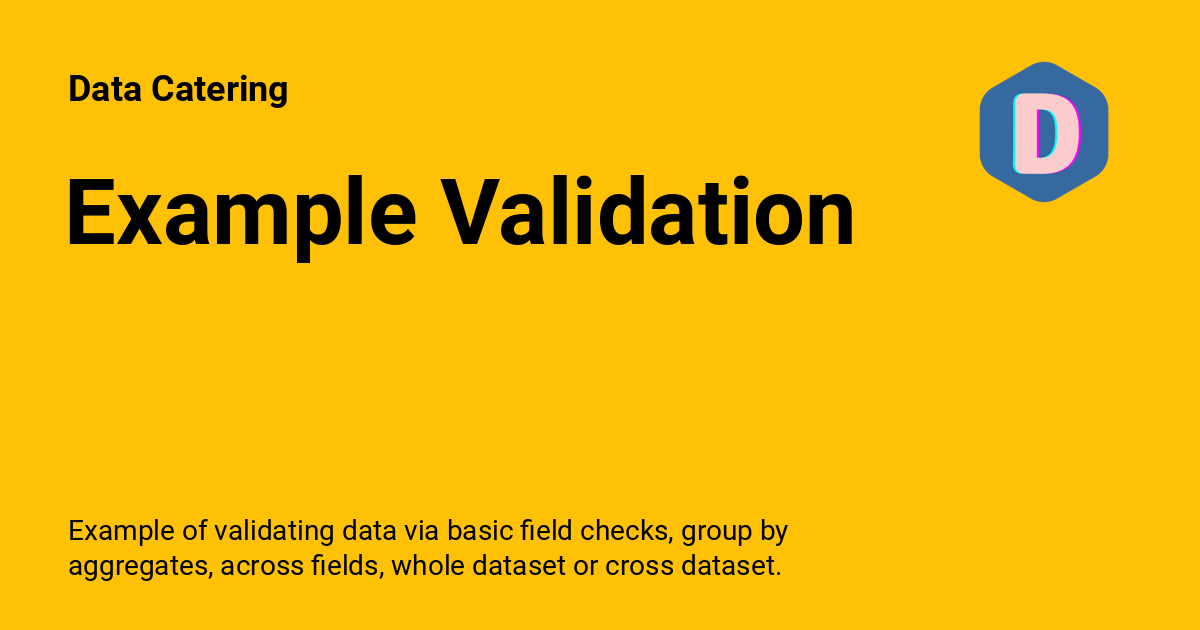 Data Catering
D
Example Validation
Example of validating data via basic field checks, group by
aggregates, across fields, whole dataset or cross dataset.